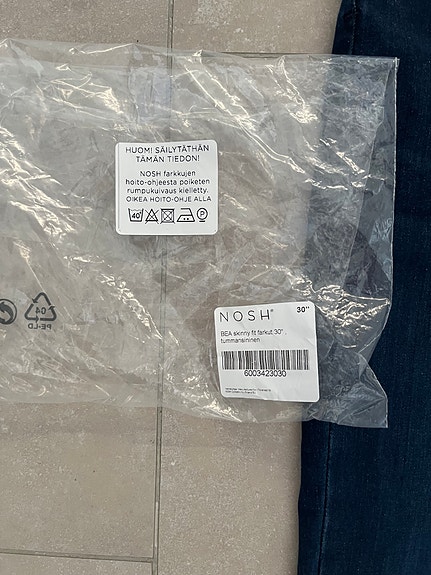 HUOM! SÄILYTÄTHÄN
TÄMÄN TIEDON!
NOSH farkkujen
hoito-ohjeesta poiketen
rumpukuivaus kielletty.
OIKEA HOITO-OHJE ALLA
40
P
NOSH® 30"
BEA skinny fit farkut 30",
tummansininen
6003423030
04
PE-LD